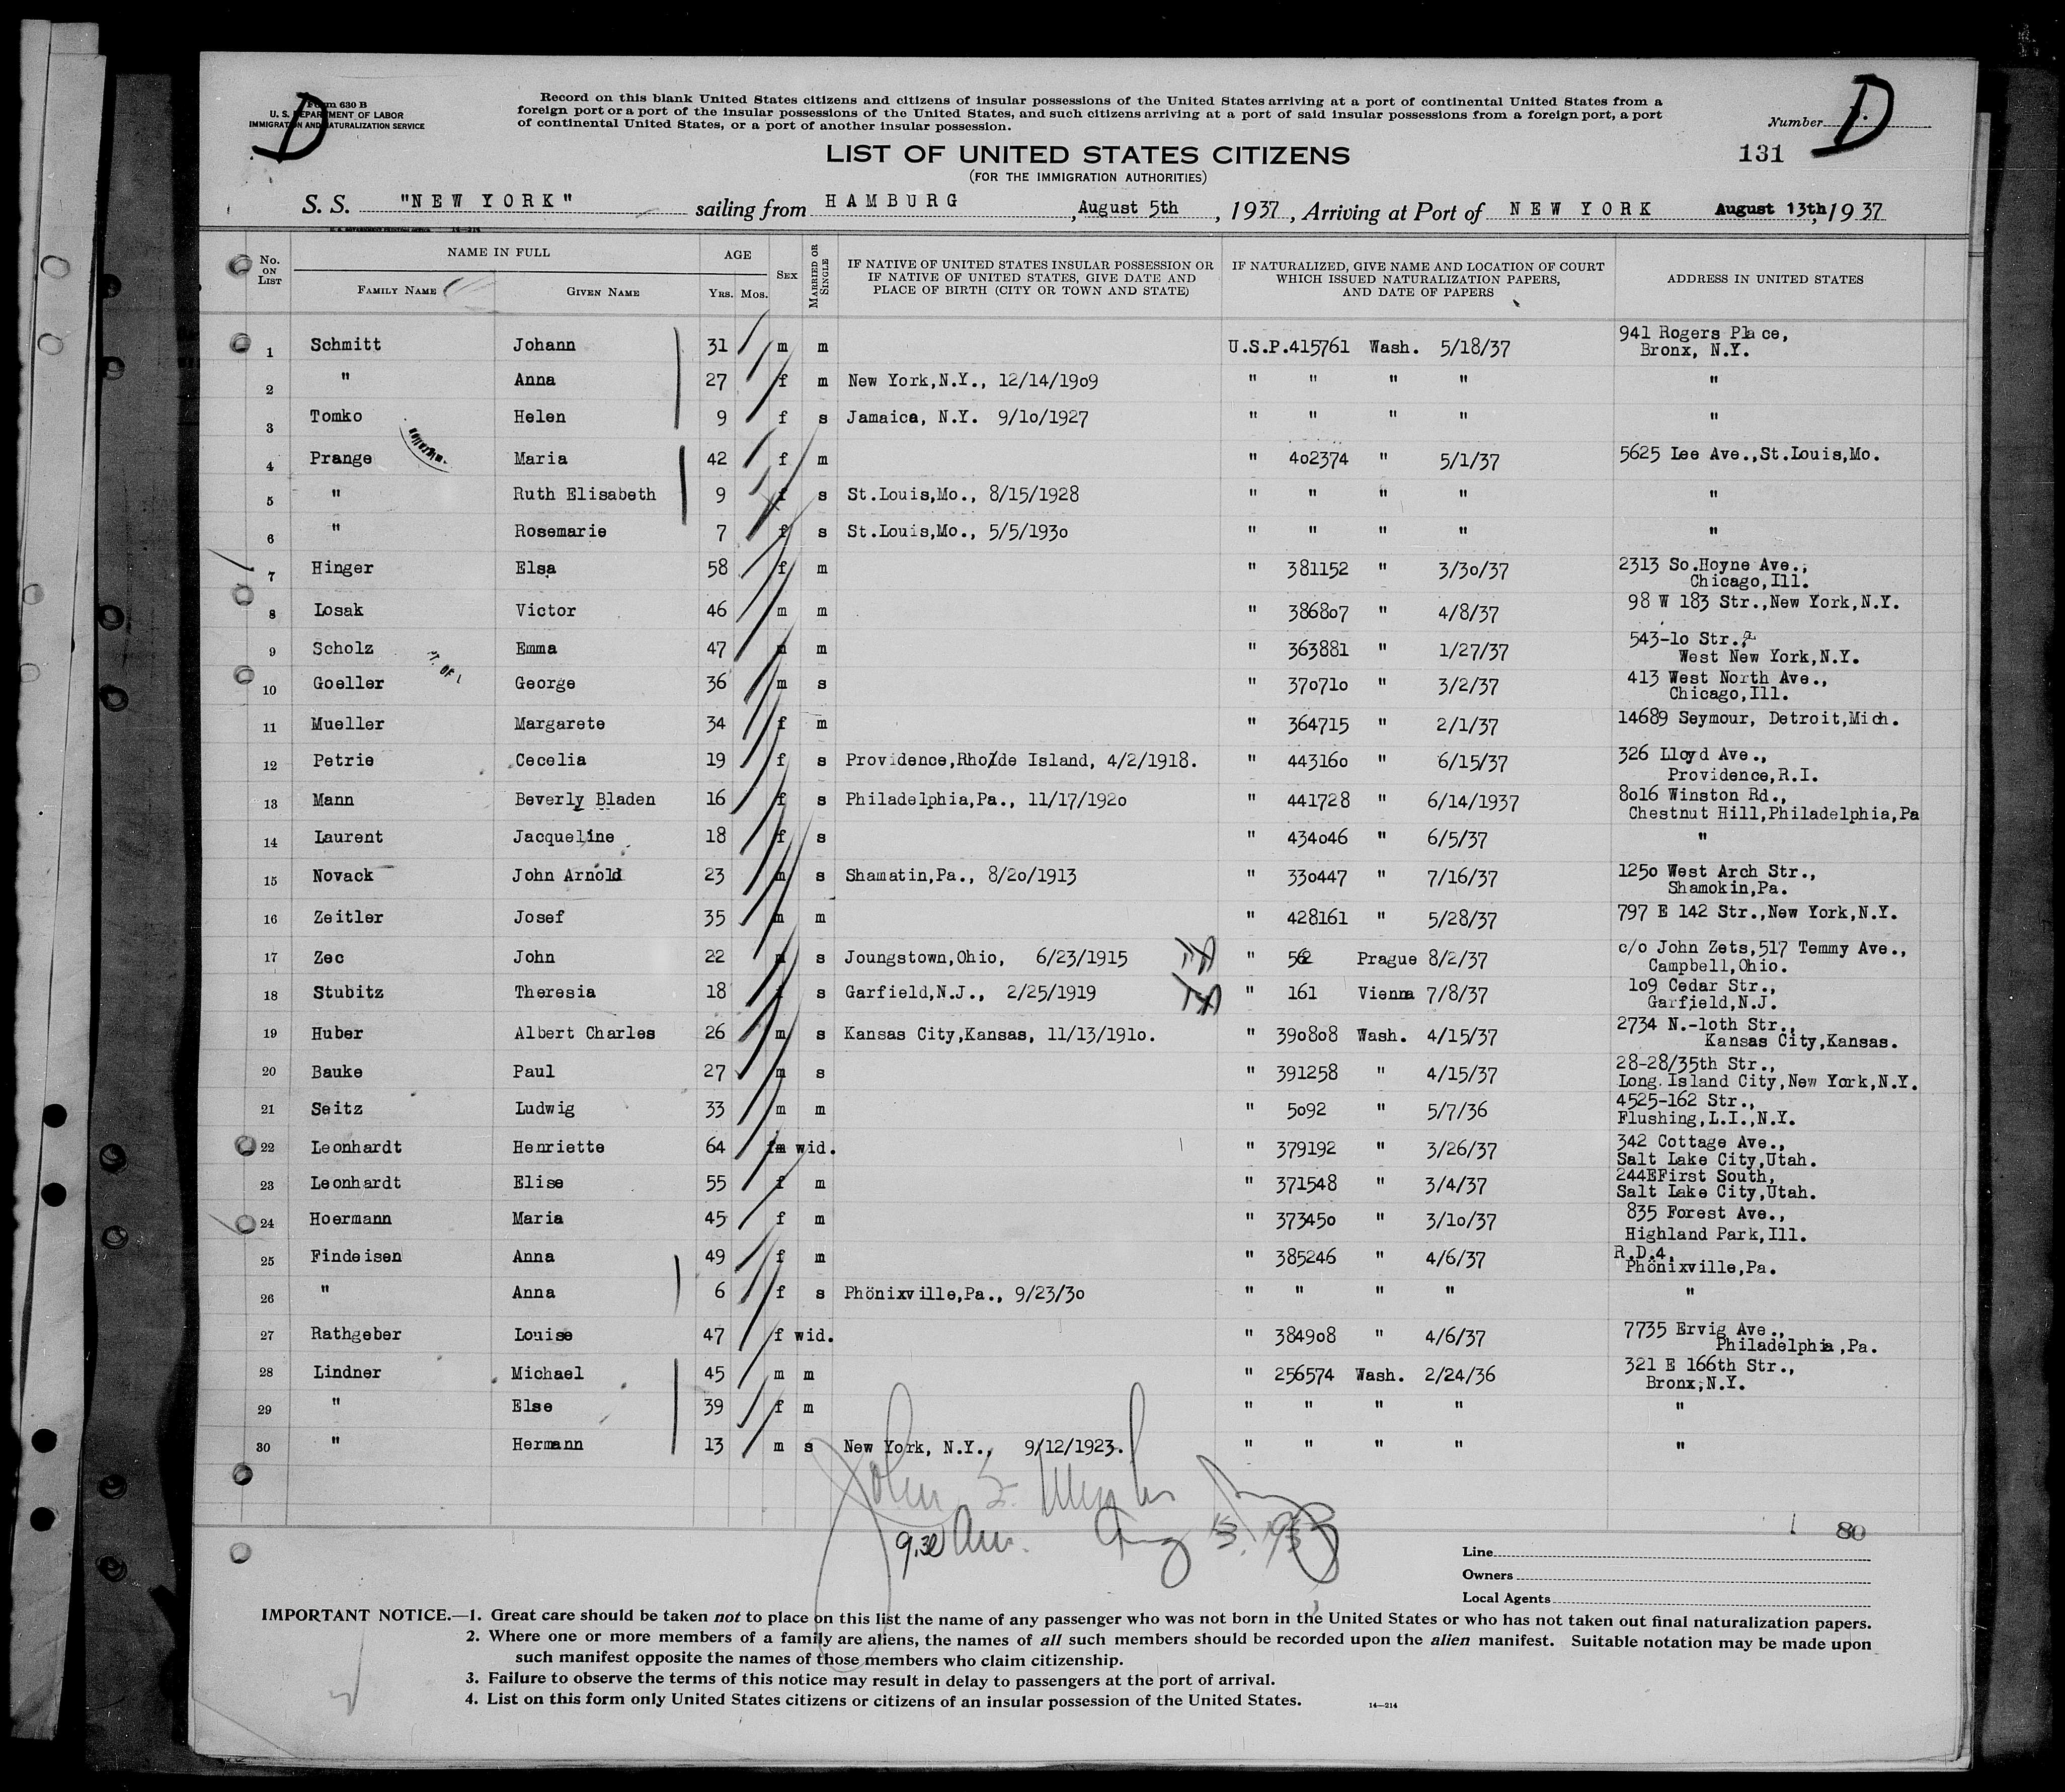 D
Form 630 B
U. S. DEPARTMENT OF LABOR
IMMIGRATION AND NATURALIZATION SERVICE
Record on this blank United States citizens and citizens of insular possessions of the United States arriving at a port of continental United States from a
foreign port or a port of the insular possessions of the United States, and such citizens arriving at a port of said insular possessions from a foreign port, a port
of continental United States, or a port of another insular possession.
Number
D
131
LIST OF UNITED STATES CITIZENS
(FOR THE IMMIGRATION AUTHORITIES)
S. S. "NEW YORK" sailing from HAMBURG, August 5th, 1937, Arriving at Port of NEW YORK August 13th, 1937
No. ON LIST NAME IN FULL AGE SEX MARRIED OR SINGLE IF NATIVE OF UNITED STATES INSULAR POSSESSION OR IF NATIVE OF UNITED STATES, GIVE DATE AND PLACE OF BIRTH (CITY OR TOWN AND STATE) IF NATURALIZED, GIVE NAME AND LOCATION OF COURT WHICH ISSUED NATURALIZATION PAPERS, AND DATE OF PAPERS ADDRESS IN UNITED STATES
FAMILY NAME GIVEN NAME YRS. MOS.
1 Schmitt Johann 31 m m U.S.P.415761 Wash. 5/18/37 941 Rogers Place,
Bronx, N.Y.
2 " Anna 27 f m New York,N.Y., 12/14/1909 " " " " "
3 Tomko Helen 9 f s Jamaica, N.Y. 9/10/1927 " " " " "
4 Prange Maria 42 f m " 402374 " 5/1/37 5625 Lee Ave.,St.Louis,Mo.
5 " Ruth Elisabeth 9 f s St.Louis,Mo., 8/15/1928 " " " " "
6 " Rosemarie 7 f s St.Louis,Mo., 5/5/1930 " " " " "
7 Hinger Elsa 58 f m " 381152 " 3/30/37 2313 So.Hoyne Ave.,
Chicago,Ill.
8 Losak Victor 46 m m " 386807 " 4/8/37 98 W 183 Str.,New York,N.Y.
9 Scholz Emma 47 m " 363881 " 1/27/37 543-10 Str.,
West New York,N.Y.
10 Goeller George 36 m s " 370710 " 3/2/37 413 West North Ave.,
Chicago,Ill.
11 Mueller Margarete 34 f m " 364715 " 2/1/37 14689 Seymour, Detroit,Mich.
12 Petrie Cecelia 19 f s Providence,Rhode Island, 4/2/1918. " 443160 " 6/15/37 326 Lloyd Ave.,
Providence,R.I.
13 Mann Beverly Bladen 16 f s Philadelphia,Pa., 11/17/1920 " 441728 " 6/14/1937 8016 Winston Rd.,
Chestnut Hill,Philadelphia,Pa
14 Laurent Jacqueline 18 f s " 434046 " 6/5/37 "
15 Novack John Arnold 23 m s Shamatin,Pa., 8/20/1913 " 330447 " 7/16/37 1250 West Arch Str.,
Shamokin,Pa.
16 Zeitler Josef 35 m m " 428161 " 5/28/37 797 E 142 Str.,New York,N.Y.
17 Zec John 22 m s Joungstown,Ohio, 6/23/1915 " 562 Prague 8/2/37 c/o John Zets,517 Temmy Ave.,
Campbell,Ohio.
18 Stubitz Theresia 18 f s Garfield,N.J., 2/25/1919 " 161 Vienna 7/8/37 109 Cedar Str.,
Garfield,N.J.
19 Huber Albert Charles 26 m s Kansas City,Kansas, 11/13/1910. " 390808 Wash. 4/15/37 2734 N.-10th Str.,
Kansas City,Kansas.
20 Bauke Paul 27 m s " 391258 " 4/15/37 28-28/35th Str.,
Long Island City,New York,N.Y.
21 Seitz Ludwig 33 m m " 5092 " 5/7/36 4525-162 Str.,
Flushing,L.I.,N.Y.
22 Leonhardt Henriette 64 f wid. " 379192 " 3/26/37 342 Cottage Ave.,
Salt Lake City,Utah.
23 Leonhardt Elise 55 f m " 371548 " 3/4/37 244EFirst South,
Salt Lake City,Utah.
24 Hoermann Maria 45 f m " 373450 " 3/10/37 835 Forest Ave.,
Highland Park,Ill.
25 Findeisen Anna 49 f m " 385246 " 4/6/37 R.D.4,
Phönixville,Pa.
26 " Anna 6 f s Phönixville,Pa., 9/23/30 " " " " "
27 Rathgeber Louise 47 f wid. " 384908 " 4/6/37 7735 Ervig Ave.,
Philadelphia,Pa.
28 Lindner Michael 45 m m " 256574 Wash. 2/24/36 321 E 166th Str.,
Bronx,N.Y.
29 " Else 39 f m " " " " "
30 " Hermann 13 m s New York, N.Y., 9/12/1923. " " " " "
John
9.30 Am. Aug 13. 1937
80
Line
Owners
Local Agents
IMPORTANT NOTICE.—1. Great care should be taken not to place on this list the name of any passenger who was not born in the United States or who has not taken out final naturalization papers.
2. Where one or more members of a family are aliens, the names of all such members should be recorded upon the alien manifest. Suitable notation may be made upon
such manifest opposite the names of those members who claim citizenship.
3. Failure to observe the terms of this notice may result in delay to passengers at the port of arrival.
4. List on this form only United States citizens or citizens of an insular possession of the United States.
14—214